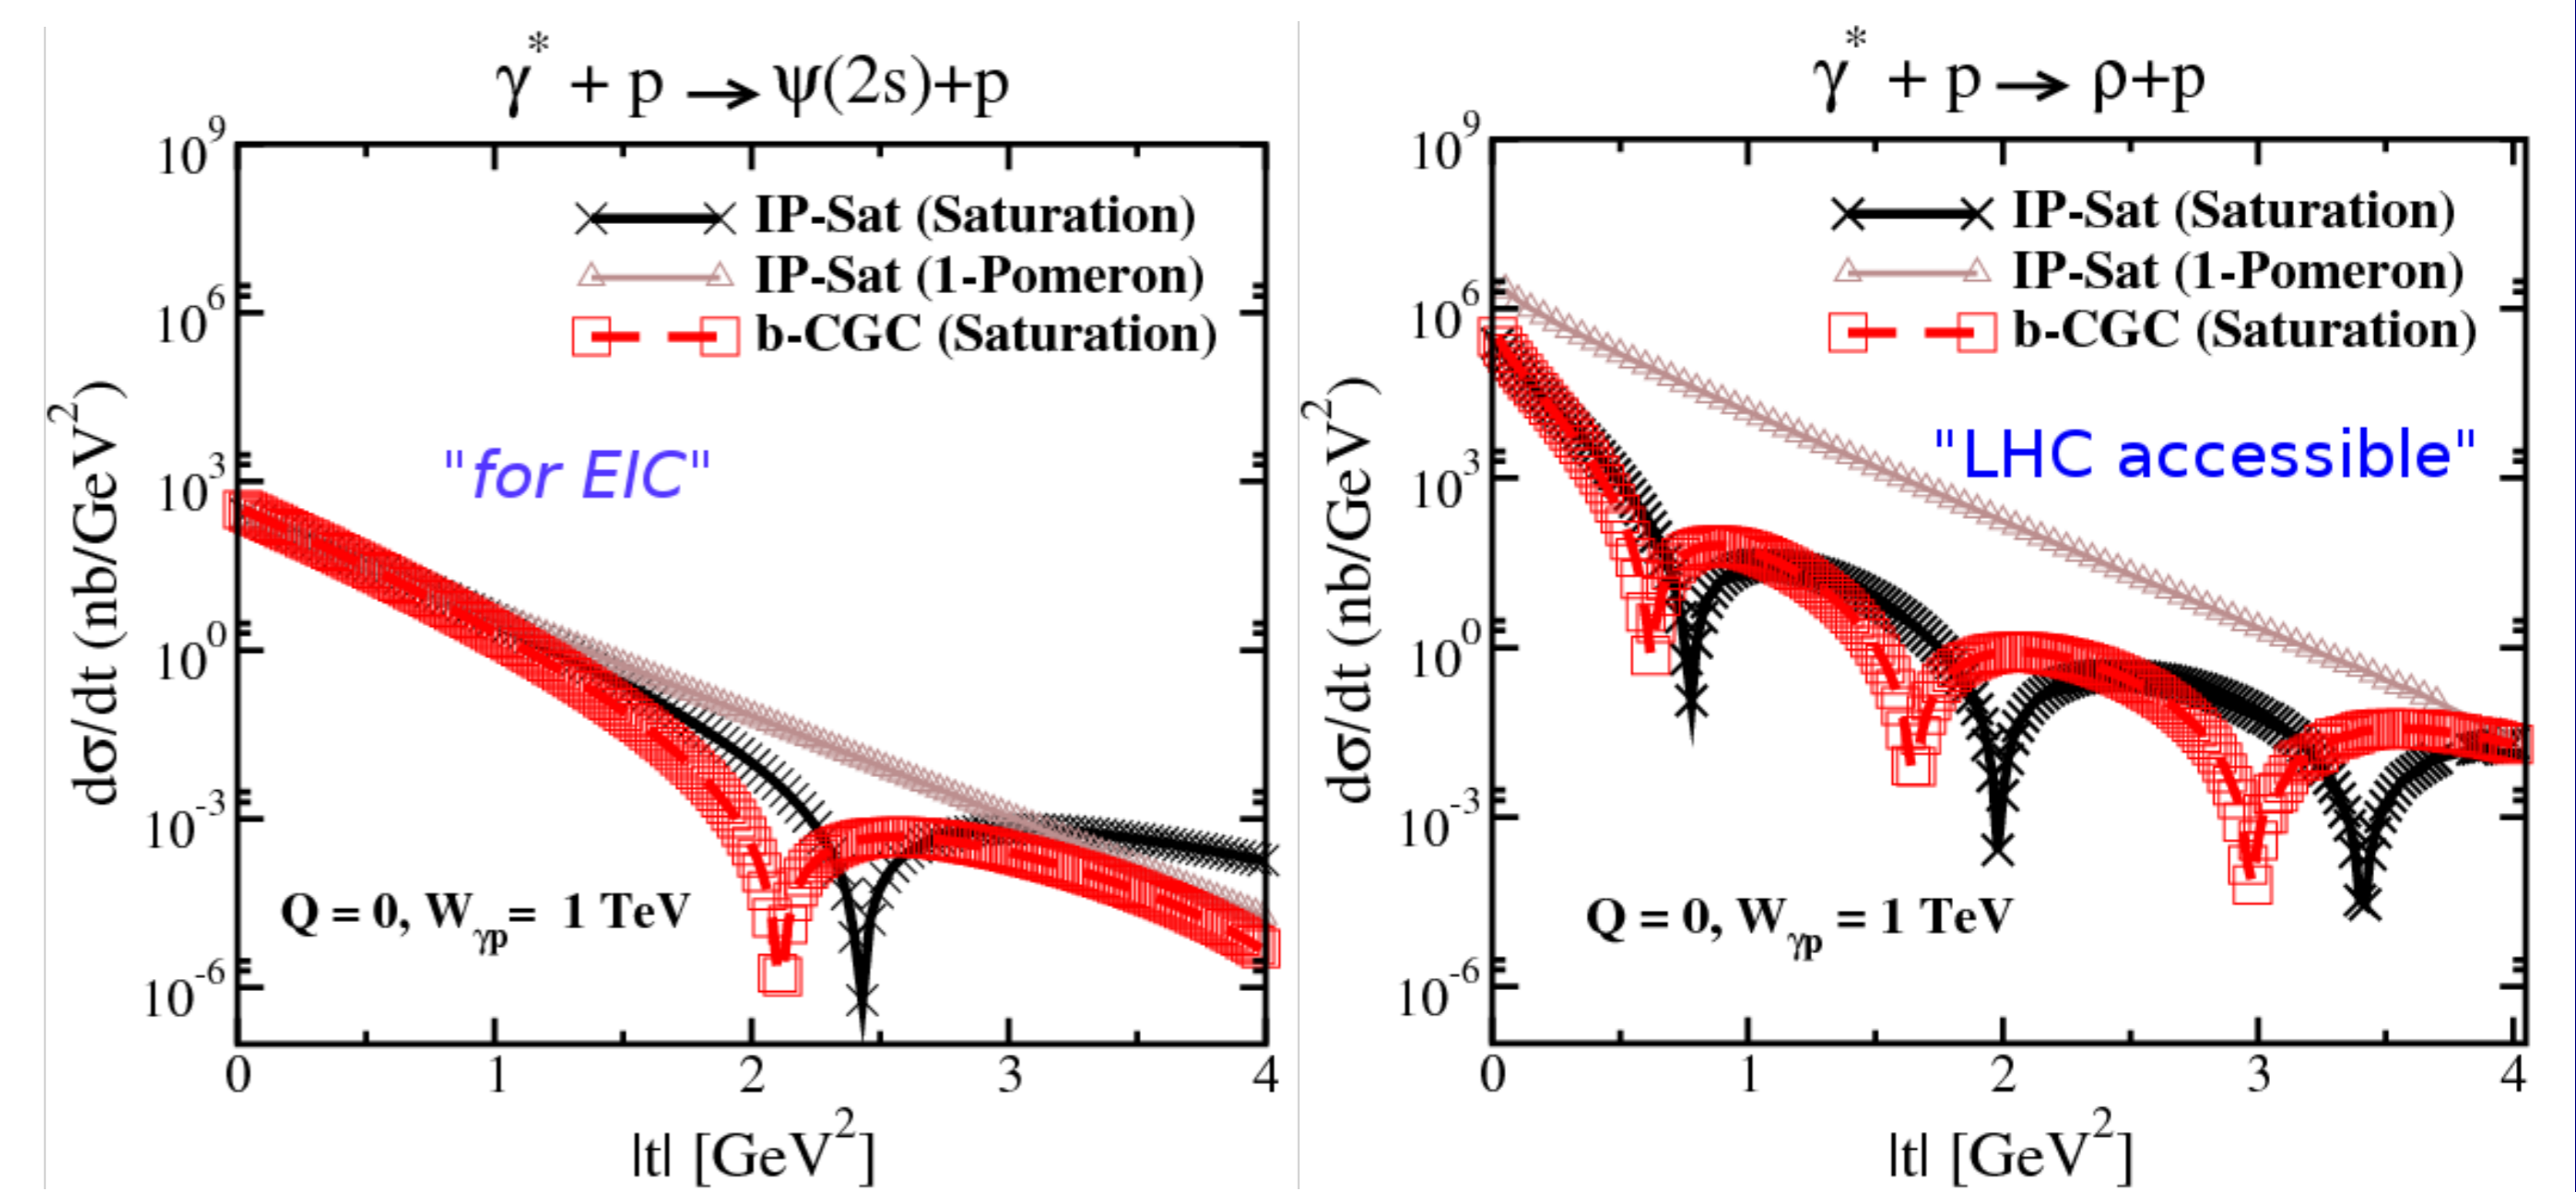 γ* + p → ψ(2s)+p
10^9
10^6
10^3
10^0
10^-3
10^-6
dσ/dt (nb/GeV^2)
IP-Sat (Saturation)
IP-Sat (1-Pomeron)
b-CGC (Saturation)
"for EIC"
Q = 0, W_γp = 1 TeV
0 1 2 3 4
|t| [GeV^2]
γ* + p → ρ+p
10^9
10^6
10^3
10^0
10^-3
10^-6
dσ/dt (nb/GeV^2)
IP-Sat (Saturation)
IP-Sat (1-Pomeron)
b-CGC (Saturation)
"LHC accessible"
Q = 0, W_γp = 1 TeV
0 1 2 3 4
|t| [GeV^2]